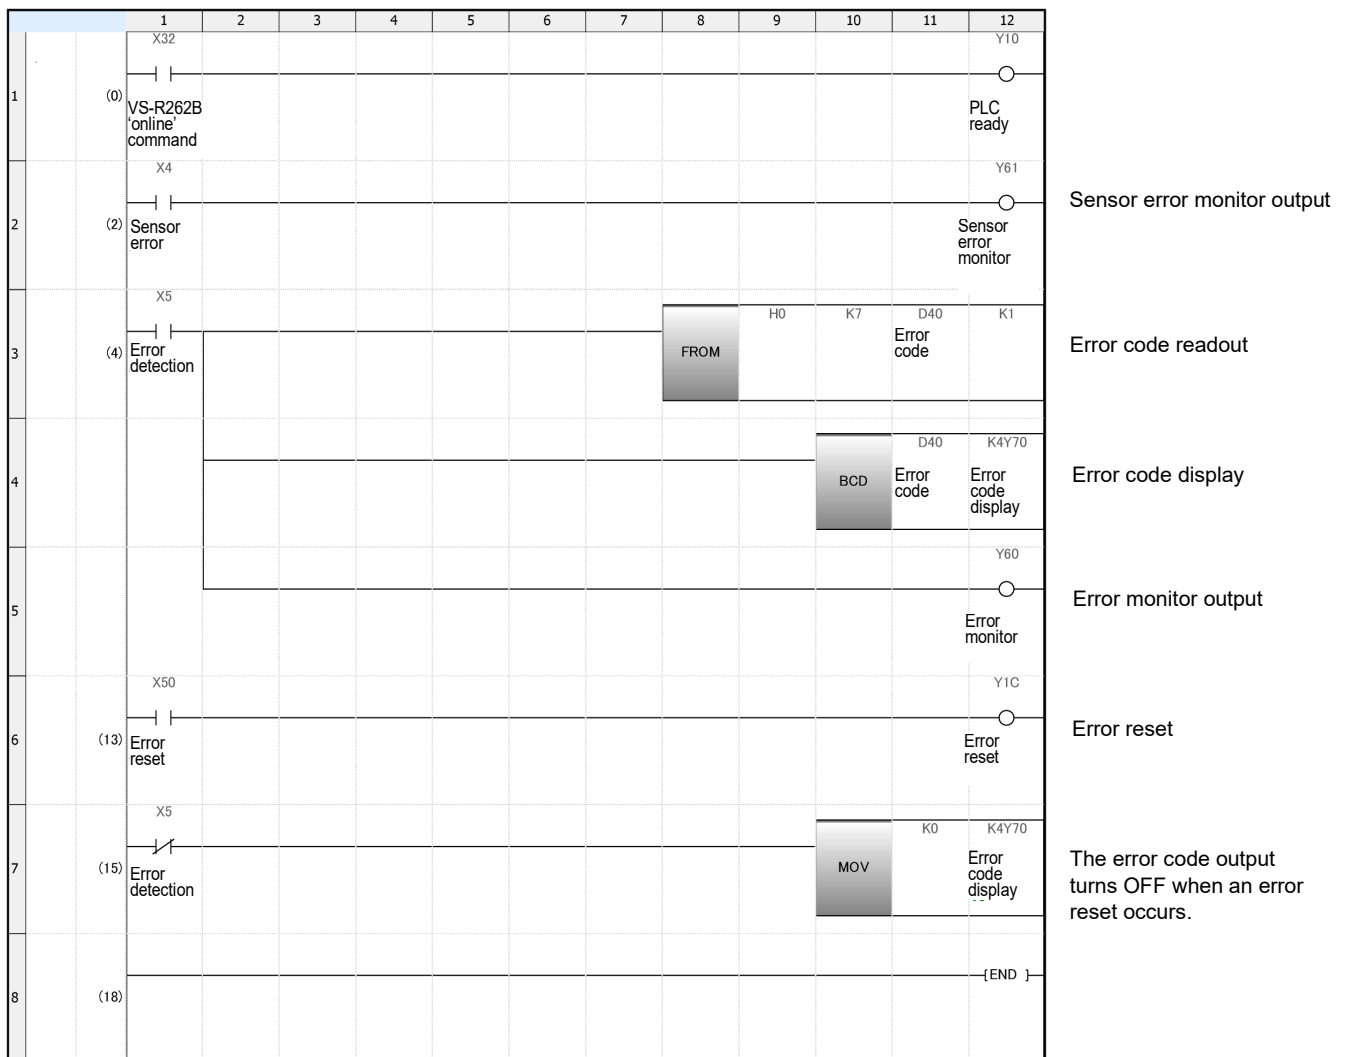 1 2 3 4 5 6 7 8 9 10 11 12
X32 Y10
1 (0)
VS-R262B
‘online’
command
PLC
ready
X4 Y61
Sensor error monitor output
2 (2)
Sensor
error
Sensor
error
monitor
X5
H0 K7 D40 K1
3 (4)
Error
detection
FROM
Error
code
Error code readout
D40 K4Y70
4
BCD
Error
code
Error
code
display
Error code display
Y60
5
Error
monitor
Error monitor output
X50 Y1C
6 (13)
Error
reset
Error
reset
Error reset
X5
K0 K4Y70
7 (15)
Error
detection
MOV
Error
code
display
The error code output
turns OFF when an error
reset occurs.
[END ]
8 (18)